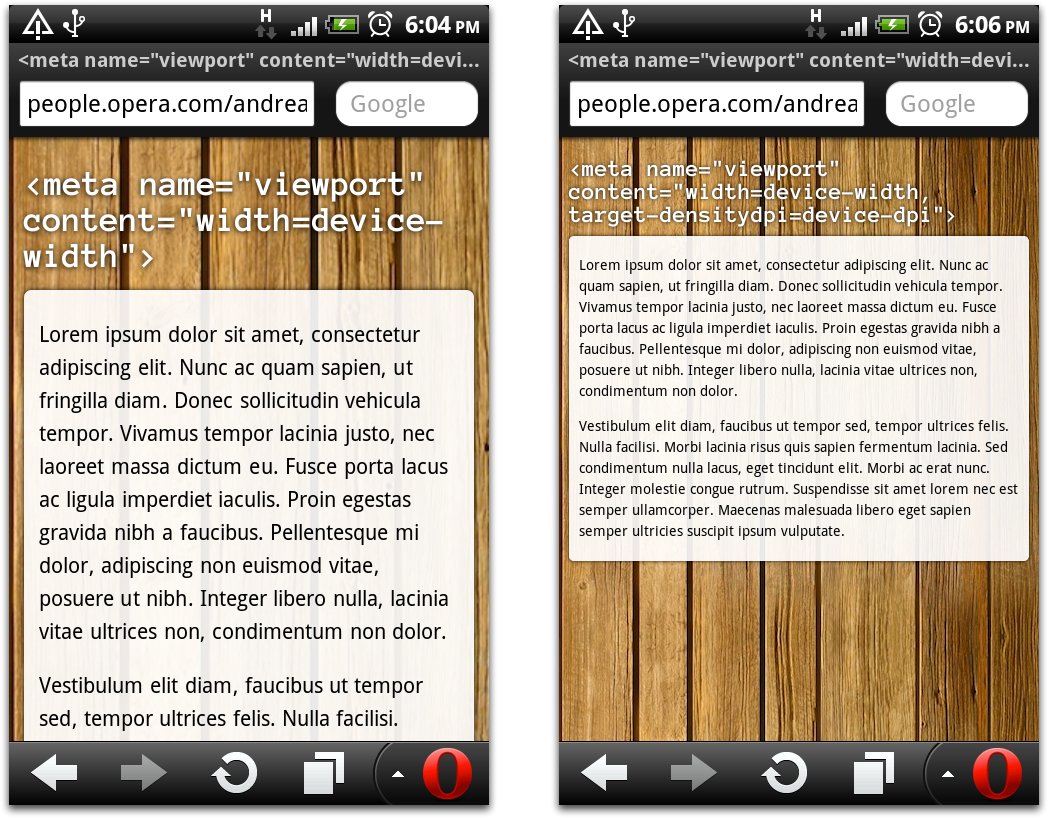 H
6:04 PM
<meta name="viewport" content="width=devi...
people.opera.com/andrea
Google
<meta name="viewport"
content="width=device-
width">
Lorem ipsum dolor sit amet, consectetur
adipiscing elit. Nunc ac quam sapien, ut
fringilla diam. Donec sollicitudin vehicula
tempor. Vivamus tempor lacinia justo, nec
laoreet massa dictum eu. Fusce porta lacus
ac ligula imperdiet iaculis. Proin egestas
gravida nibh a faucibus. Pellentesque mi
dolor, adipiscing non euismod vitae,
posuere ut nibh. Integer libero nulla, lacinia
vitae ultrices non, condimentum non dolor.
Vestibulum elit diam, faucibus ut tempor
sed, tempor ultrices felis. Nulla facilisi.
H
6:06 PM
<meta name="viewport" content="width=devi...
people.opera.com/andrea
Google
<meta name="viewport"
content="width=device-width,
target-densitydpi=device-dpi">
Lorem ipsum dolor sit amet, consectetur adipiscing elit. Nunc ac
quam sapien, ut fringilla diam. Donec sollicitudin vehicula tempor.
Vivamus tempor lacinia justo, nec laoreet massa dictum eu. Fusce
porta lacus ac ligula imperdiet iaculis. Proin egestas gravida nibh a
faucibus. Pellentesque mi dolor, adipiscing non euismod vitae,
posuere ut nibh. Integer libero nulla, lacinia vitae ultrices non,
condimentum non dolor.
Vestibulum elit diam, faucibus ut tempor sed, tempor ultrices felis.
Nulla facilisi. Morbi lacinia risus quis sapien fermentum lacinia. Sed
condimentum nulla lacus, eget tincidunt elit. Morbi ac erat nunc.
Integer molestie congue rutrum. Suspendisse sit amet lorem nec est
semper ullamcorper. Maecenas malesuada libero eget sapien
semper ultricies suscipit ipsum vulputate.